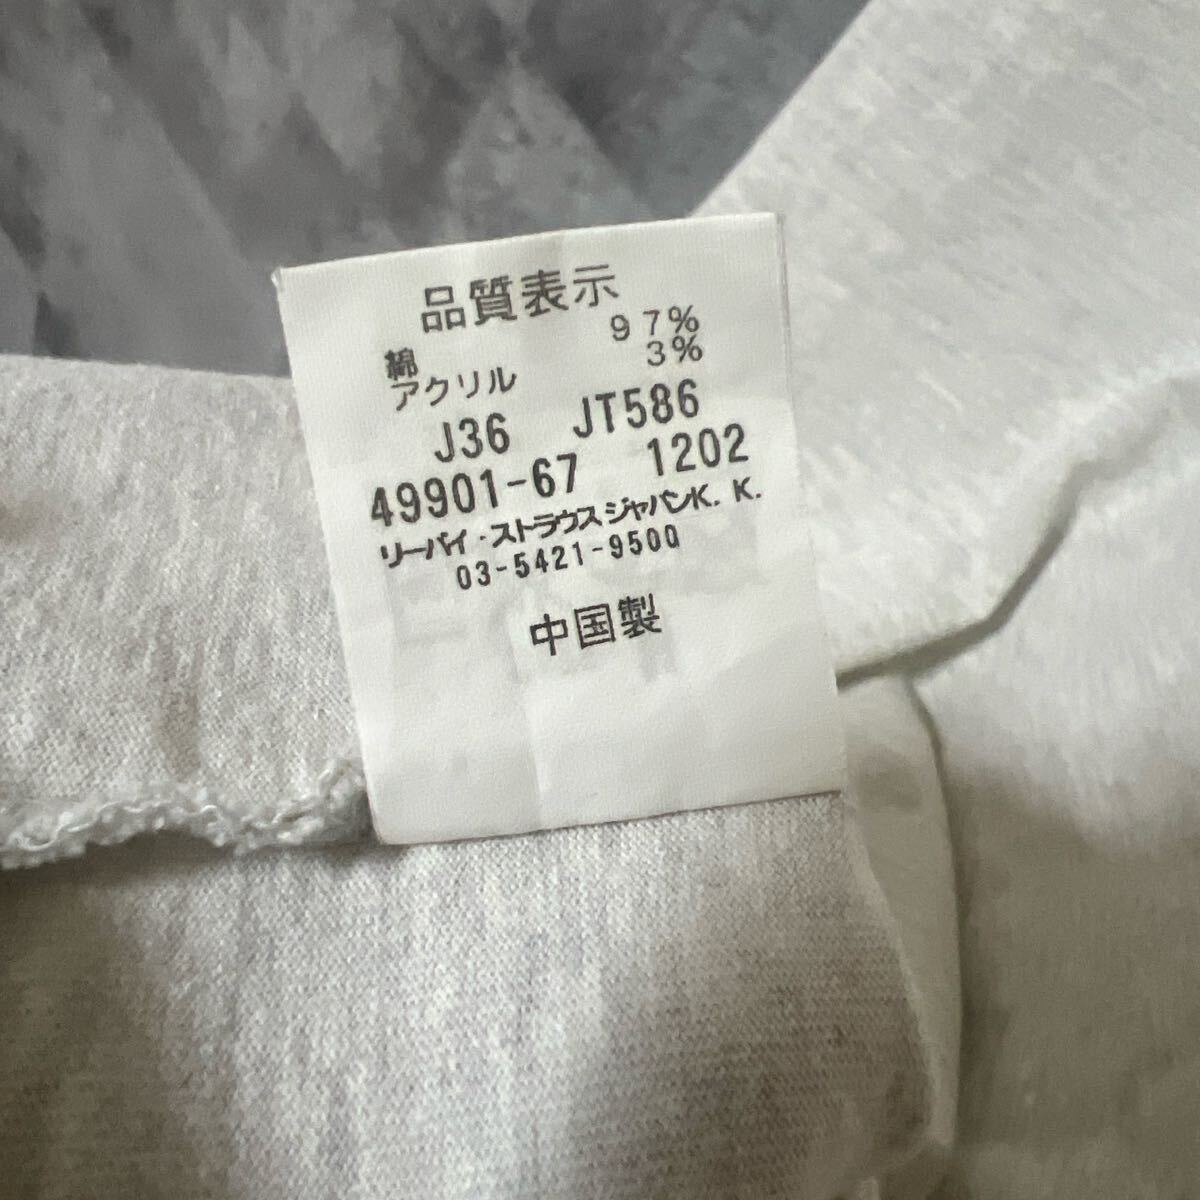 品質表示
綿 97%
アクリル 3%
J36 JT586
49901-67 1202
リーバイ・ストラウスジャパンK.K.
03-5421-9500
中国製